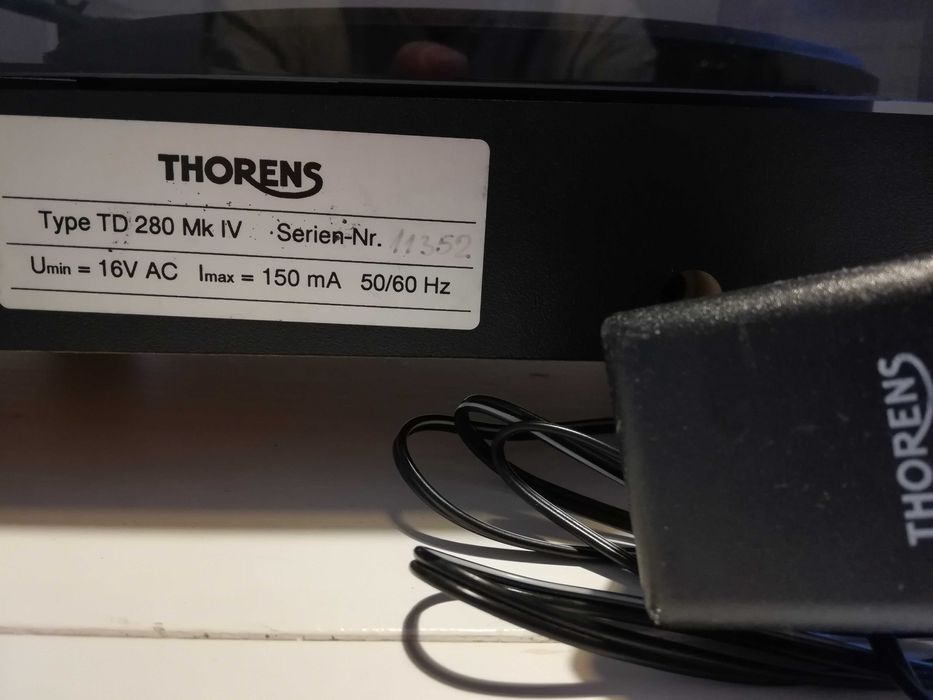 THORENS
Type TD 280 Mk IV Serien-Nr. 11352
Umin = 16V AC Imax = 150 mA 50/60 Hz
THORENS